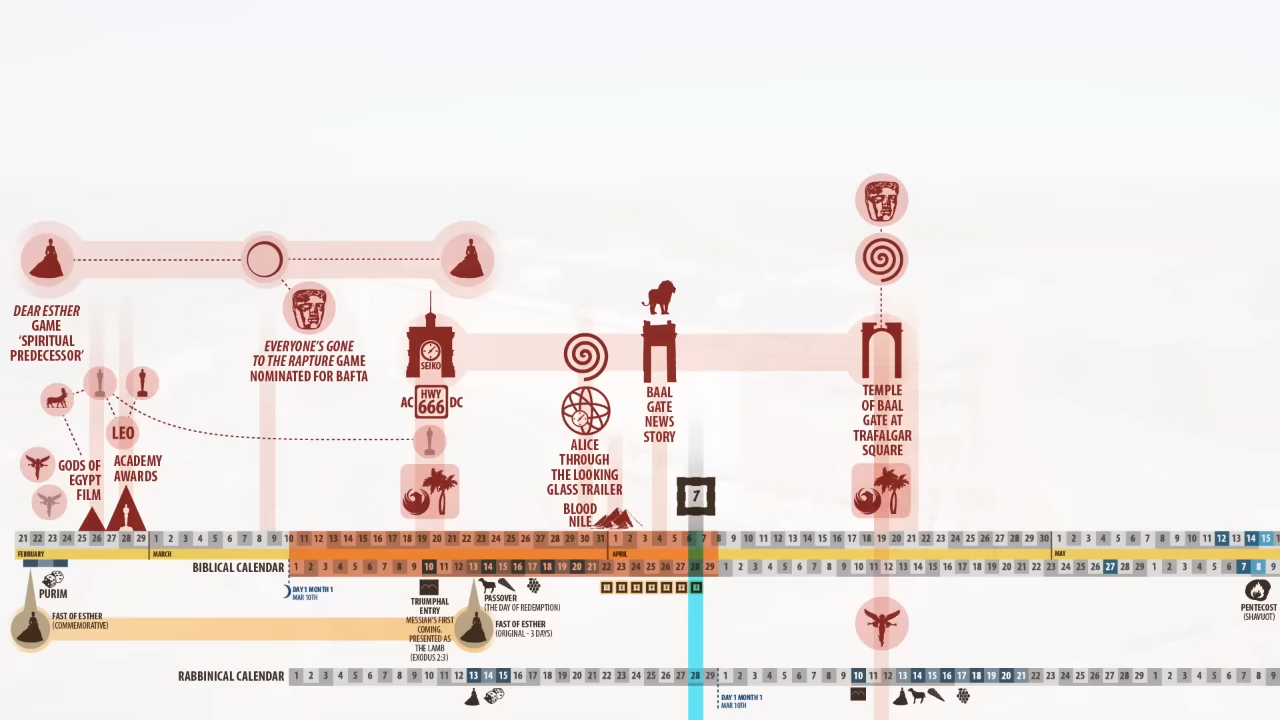 DEAR ESTHER
GAME
'SPIRITUAL
PREDECESSOR'
EVERYONE'S GONE
TO THE RAPTURE GAME
NOMINATED FOR BAFTA
SEIKO
AC HWY 666 DC
LEO
GODS OF
EGYPT
FILM
ACADEMY
AWARDS
ALICE
THROUGH
THE LOOKING
GLASS TRAILER
BLOOD
NILE
BAAL
GATE
NEWS
STORY
7
TEMPLE
OF BAAL
GATE AT
TRAFALGAR
SQUARE
21 22 23 24 25 26 27 28 29 1 2 3 4 5 6 7 8 9 10 11 12 13 14 15 16 17 18 19 20 21 22 23 24 25 26 27 28 29 30 31 1 2 3 4 5 6 7 8 9 10 11 12 13 14 15 16 17 18 19 20 21 22 23 24 25 26 27 28 29 30 1 2 3 4 5 6 7 8 9 10 11 12 13 14 15
FEBRUARY MARCH APRIL MAY
BIBLICAL CALENDAR 1 2 3 4 5 6 7 8 9 10 11 12 13 14 15 16 17 18 19 20 21 22 23 24 25 26 27 28 29 1 2 3 4 5 6 7 8 9 10 11 12 13 14 15 16 17 18 19 20 21 22 23 24 25 26 27 28 29 1 2 3 4 5 6 7 8 9
PURIM
DAY 1 MONTH 1
MAR 10TH
FAST OF ESTHER
(COMMEMORATIVE)
TRIUMPHAL
ENTRY
MESSIAH'S FIRST
COMING.
PRESENTED AS
THE LAMB
(EXODUS 2:3)
PASSOVER
(THE DAY OF REDEMPTION)
FAST OF ESTHER
(ORIGINAL - 3 DAYS)
PENTECOST
(SHAVUOT)
RABBINICAL CALENDAR 1 2 3 4 5 6 7 8 9 10 11 12 13 14 15 16 17 18 19 20 21 22 23 24 25 26 27 28 29 1 2 3 4 5 6 7 8 9 10 11 12 13 14 15 16 17 18 19 20 21 22 23 24 25 26 27 28 29 1 2 3 4 5 6 7 8 9
DAY 1 MONTH 1
MAR 10TH